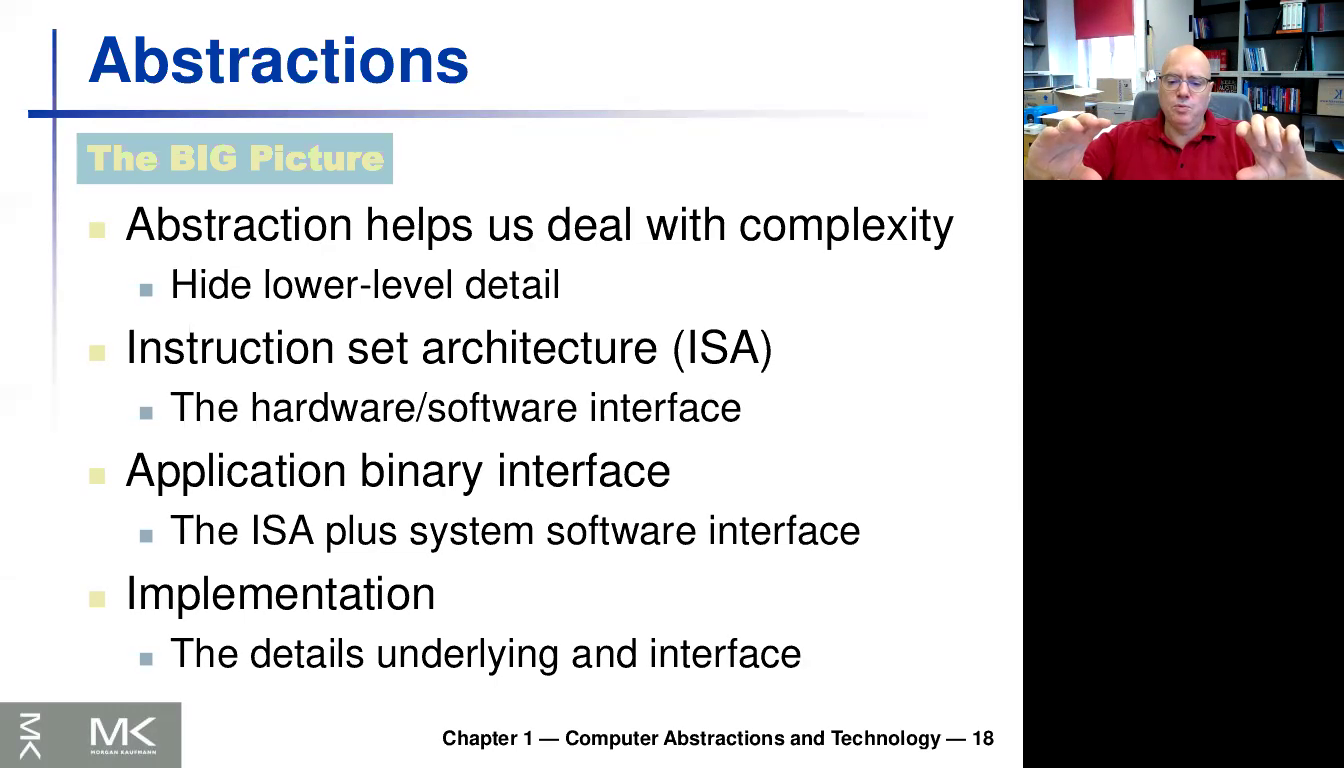 Abstractions
The BIG Picture
Abstraction helps us deal with complexity
Hide lower-level detail
Instruction set architecture (ISA)
The hardware/software interface
Application binary interface
The ISA plus system software interface
Implementation
The details underlying and interface
MK
MK
MORGAN KAUFMANN
Chapter 1 — Computer Abstractions and Technology — 18